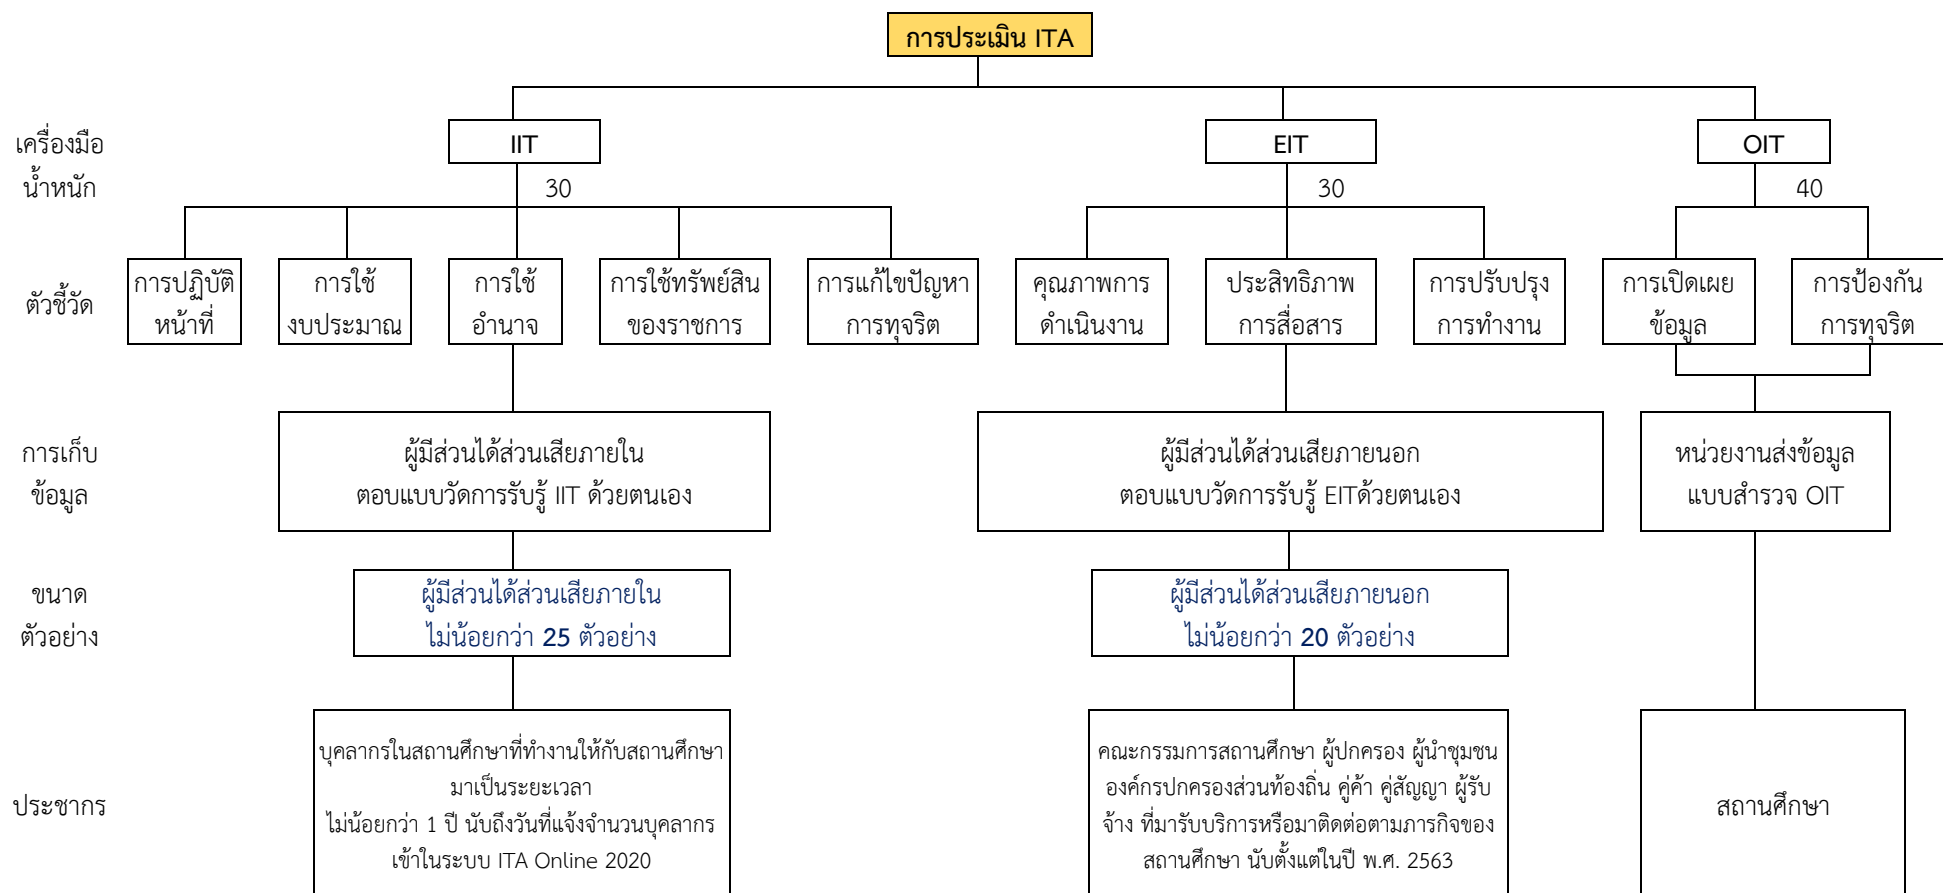 การประเมิน ITA
เครื่องมือ
IIT
EIT
OIT
น้ำหนัก
30
30
40
ตัวชี้วัด
การปฏิบัติ
หน้าที่
การใช้
งบประมาณ
การใช้
อำนาจ
การใช้ทรัพย์สิน
ของราชการ
การแก้ไขปัญหา
การทุจริต
คุณภาพการ
ดำเนินงาน
ประสิทธิภาพ
การสื่อสาร
การปรับปรุง
การทำงาน
การเปิดเผย
ข้อมูล
การป้องกัน
การทุจริต
การเก็บ
ข้อมูล
ผู้มีส่วนได้ส่วนเสียภายใน
ตอบแบบวัดการรับรู้ IIT ด้วยตนเอง
ผู้มีส่วนได้ส่วนเสียภายนอก
ตอบแบบวัดการรับรู้ EITด้วยตนเอง
หน่วยงานส่งข้อมูล
แบบสำรวจ OIT
ขนาด
ตัวอย่าง
ผู้มีส่วนได้ส่วนเสียภายใน
ไม่น้อยกว่า 25 ตัวอย่าง
ผู้มีส่วนได้ส่วนเสียภายนอก
ไม่น้อยกว่า 20 ตัวอย่าง
ประชากร
บุคลากรในสถานศึกษาที่ทำงานให้กับสถานศึกษา
มาเป็นระยะเวลา
ไม่น้อยกว่า 1 ปี นับถึงวันที่แจ้งจำนวนบุคลากร
เข้าในระบบ ITA Online 2020
คณะกรรมการสถานศึกษา ผู้ปกครอง ผู้นำชุมชน
องค์กรปกครองส่วนท้องถิ่น คู่ค้า คู่สัญญา ผู้รับ
จ้าง ที่มารับบริการหรือมาติดต่อตามภารกิจของ
สถานศึกษา นับตั้งแต่ในปี พ.ศ. 2563
สถานศึกษา